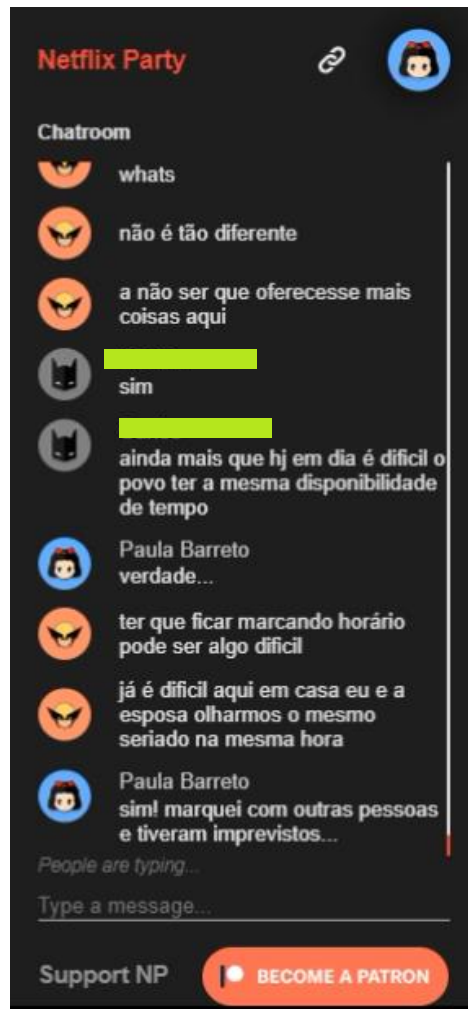 Netflix Party
Chatroom
whats
não é tão diferente
a não ser que oferecesse mais
coisas aqui
sim
ainda mais que hj em dia é dificil o
povo ter a mesma disponibilidade
de tempo
Paula Barreto
verdade...
ter que ficar marcando horário
pode ser algo dificil
já é dificil aqui em casa eu e a
esposa olharmos o mesmo
seriado na mesma hora
Paula Barreto
sim! marquei com outras pessoas
e tiveram imprevistos...
People are typing...
Type a message...
Support NP
BECOME A PATRON